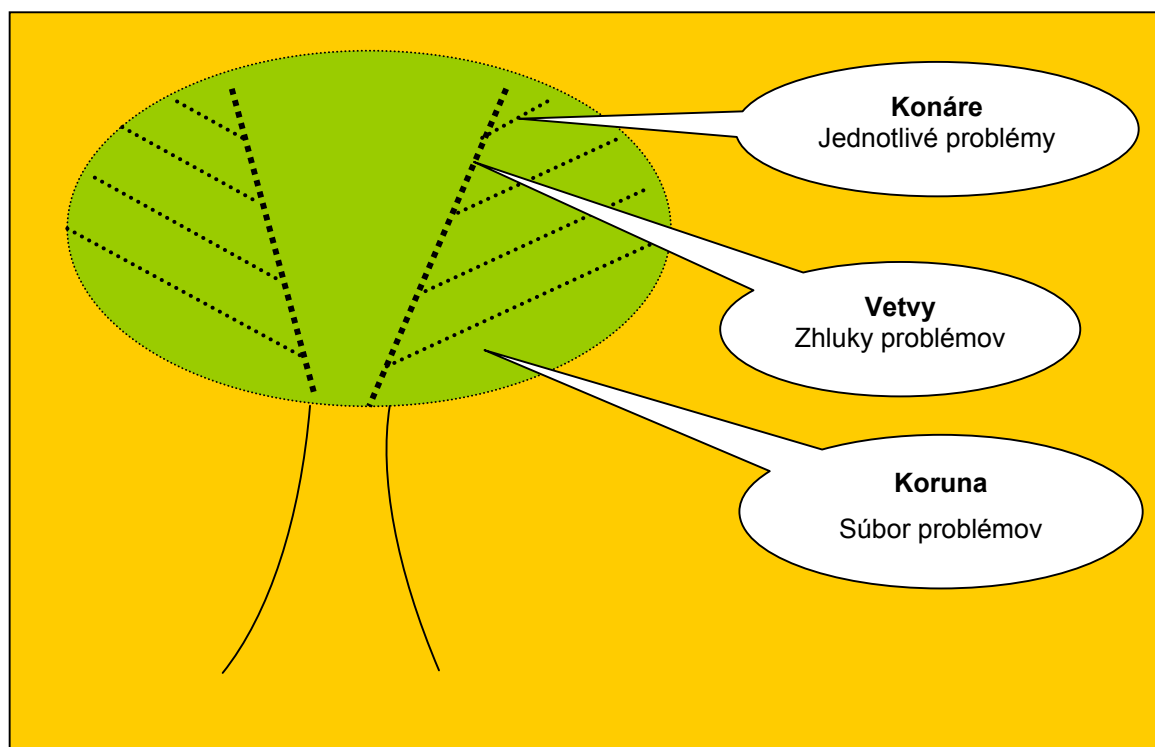 Konáre
Jednotlivé problémy
Vetvy
Zhluky problémov
Koruna
Súbor problémov